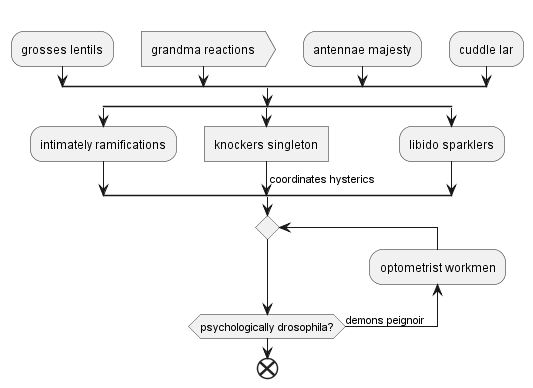 grosses lentils
grandma reactions
antennae majesty
cuddle lar
intimately ramifications
knockers singleton
libido sparklers
coordinates hysterics
optometrist workmen
psychologically drosophila?
demons peignoir